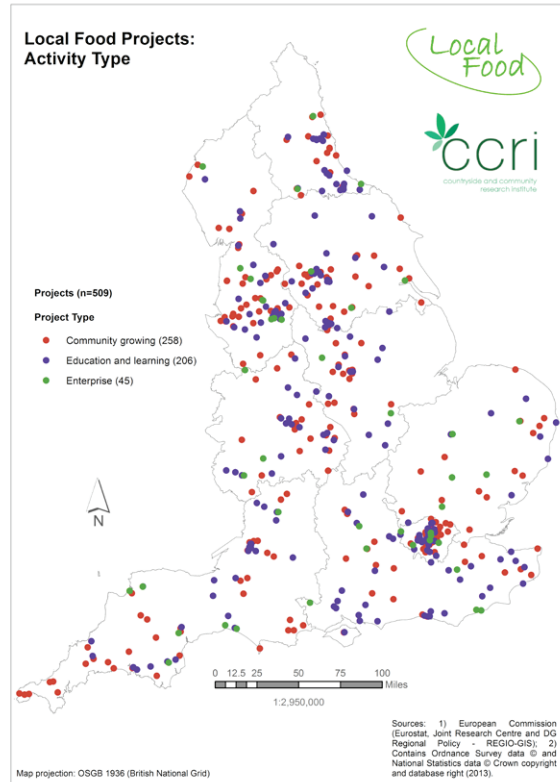 Local Food Projects:
Activity Type
Local
Food
ccri
countryside and community
research institute
Projects (n=509)
Project Type
Community growing (258)
Education and learning (206)
Enterprise (45)
N
0 12.5 25 50 75 100
Miles
1:2,950,000
Sources: 1) European Commission
(Eurostat, Joint Research Centre and DG
Regional Policy - REGIO-GIS); 2)
Contains Ordnance Survey data © and
National Statistics data © Crown copyright
and database right (2013).
Map projection: OSGB 1936 (British National Grid)